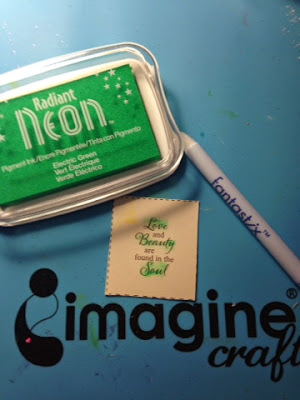 Radiant
neon
Pigment Ink/Encre Pigmentée/Tinta con Pigmento
Electric Green
Vert Électrique
Verde Eléctrico
fantastix
Love
and
Beauty
are
found in the
Soul
imagine
craft